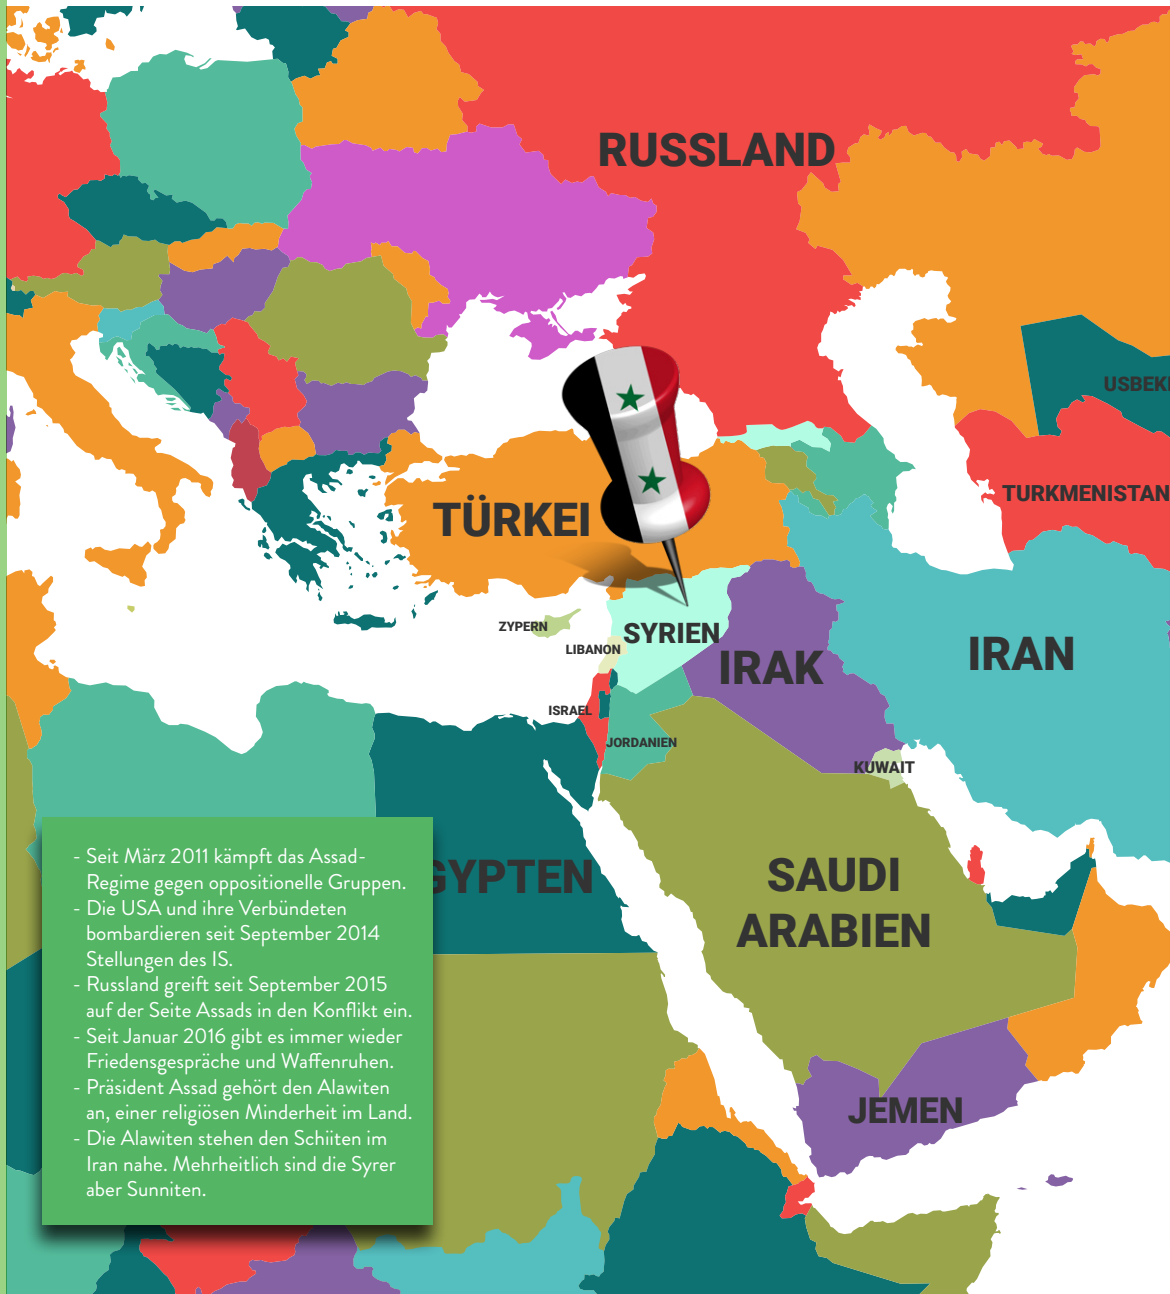 RUSSLAND
USBEKI
TURKMENISTAN
TÜRKEI
ZYPERN
SYRIEN
LIBANON
IRAK
IRAN
ISRAEL
JORDANIEN
KUWAIT
GYPTEN
SAUDI
ARABIEN
JEMEN
- Seit März 2011 kämpft das Assad-
Regime gegen oppositionelle Gruppen.
- Die USA und ihre Verbündeten
bombardieren seit September 2014
Stellungen des IS.
- Russland greift seit September 2015
auf der Seite Assads in den Konflikt ein.
- Seit Januar 2016 gibt es immer wieder
Friedensgespräche und Waffenruhen.
- Präsident Assad gehört den Alawiten
an, einer religiösen Minderheit im Land.
- Die Alawiten stehen den Schiiten im
Iran nahe. Mehrheitlich sind die Syrer
aber Sunniten.